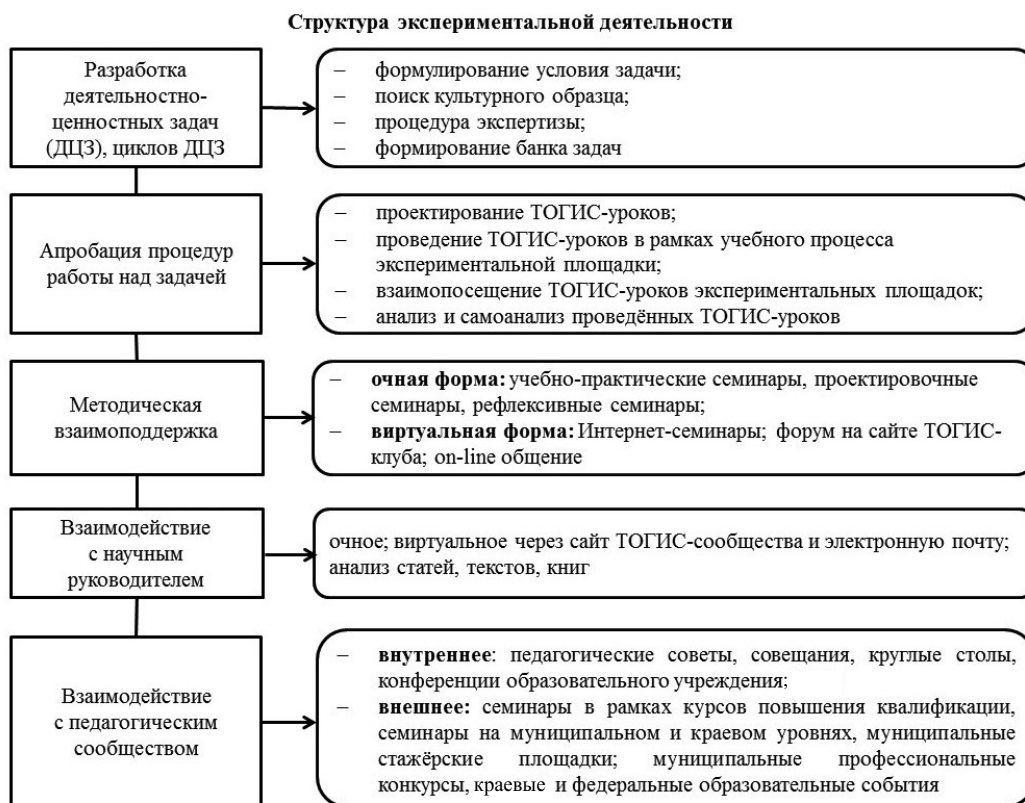 Структура экспериментальной деятельности
Разработка
деятельностно-
ценностных задач
(ДЦЗ), циклов ДЦЗ
– формулирование условия задачи;
– поиск культурного образца;
– процедура экспертизы;
– формирование банка задач
Апробация процедур
работы над задачей
– проектирование ТОГИС-уроков;
– проведение ТОГИС-уроков в рамках учебного процесса
экспериментальной площадки;
– взаимопосещение ТОГИС-уроков экспериментальных площадок;
– анализ и самоанализ проведённых ТОГИС-уроков
Методическая
взаимоподдержка
– очная форма: учебно-практические семинары, проектировочные
семинары, рефлексивные семинары;
– виртуальная форма: Интернет-семинары; форум на сайте ТОГИС-
клуба; on-line общение
Взаимодействие
с научным
руководителем
очное; виртуальное через сайт ТОГИС-сообщества и электронную почту;
анализ статей, текстов, книг
Взаимодействие
с педагогическим
сообществом
– внутреннее: педагогические советы, совещания, круглые столы,
конференции образовательного учреждения;
– внешнее: семинары в рамках курсов повышения квалификации,
семинары на муниципальном и краевом уровнях, муниципальные
стажёрские площадки; муниципальные профессиональные
конкурсы, краевые и федеральные образовательные события